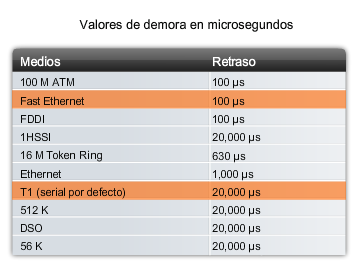 Valores de demora en microsegundos
Medios Retraso
100 M ATM 100 µs
Fast Ethernet 100 µs
FDDI 100 µs
1HSSI 20,000 µs
16 M Token Ring 630 µs
Ethernet 1,000 µs
T1 (serial por defecto) 20,000 µs
512 K 20,000 µs
DSO 20,000 µs
56 K 20,000 µs